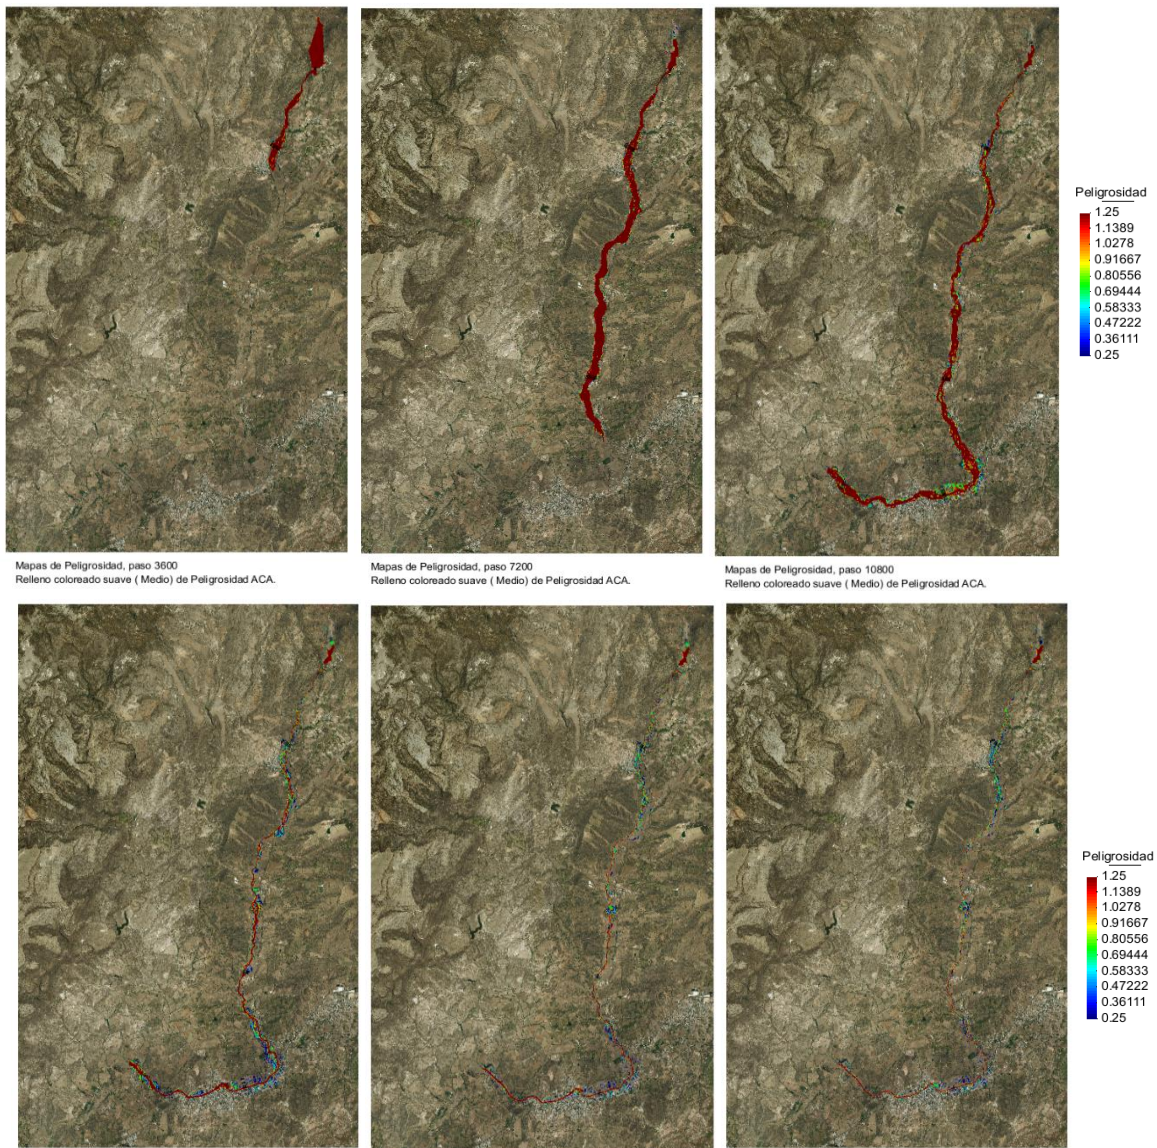 Peligrosidad
1.25
1.1389
1.0278
0.91667
0.80556
0.69444
0.58333
0.47222
0.36111
0.25
Mapas de Peligrosidad, paso 3600
Relleno coloreado suave ( Medio) de Peligrosidad ACA.
Mapas de Peligrosidad, paso 7200
Relleno coloreado suave ( Medio) de Peligrosidad ACA.
Mapas de Peligrosidad, paso 10800
Relleno coloreado suave ( Medio) de Peligrosidad ACA.
Peligrosidad
1.25
1.1389
1.0278
0.91667
0.80556
0.69444
0.58333
0.47222
0.36111
0.25